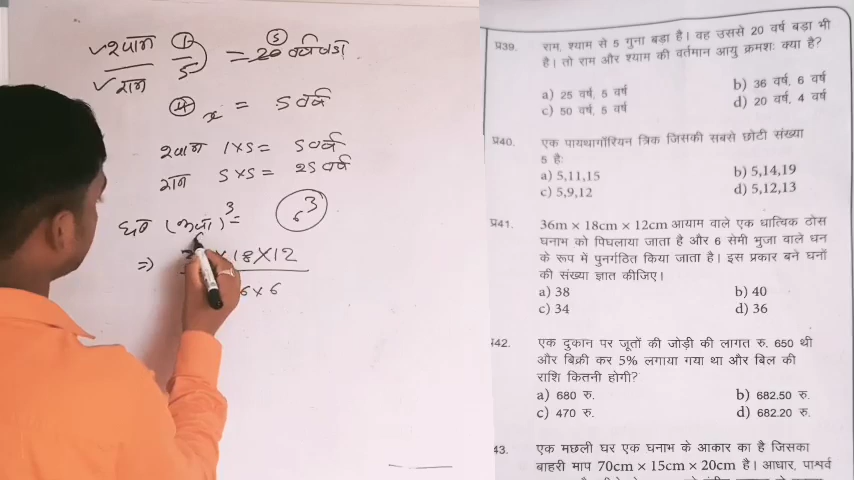 ✓श्याम 1 = 20 वर्ष बड़ा 5
✓राम 5
4 x = 5 वर्ष
श्याम 1×5 = 5 वर्ष
राम 5×5 = 25 वर्ष
घन (भुजा)³ = 6³
⇒ ×18×12
6×6
प्र39. राम, श्याम से 5 गुना बड़ा है। वह उससे 20 वर्ष बड़ा भी
है। तो राम और श्याम की वर्तमान आयु क्रमशः क्या है?
a) 25 वर्ष, 5 वर्ष b) 36 वर्ष, 6 वर्ष
c) 50 वर्ष, 5 वर्ष d) 20 वर्ष, 4 वर्ष
प्र40. एक पायथागॉरियन त्रिक जिसकी सबसे छोटी संख्या
5 है:
a) 5,11,15 b) 5,14,19
c) 5,9,12 d) 5,12,13
प्र41. 36m × 18cm × 12cm आयाम वाले एक धात्विक ठोस
घनाभ को पिघलाया जाता है और 6 सेमी भुजा वाले घन
के रूप में पुनर्गठित किया जाता है। इस प्रकार बने घनों
की संख्या ज्ञात कीजिए।
a) 38 b) 40
c) 34 d) 36
42. एक दुकान पर जूतों की जोड़ी की लागत रु. 650 थी
और बिक्री कर 5% लगाया गया था और बिल की
राशि कितनी होगी?
a) 680 रु. b) 682.50 रु.
c) 470 रु. d) 682.20 रु.
43. एक मछली घर एक घनाभ के आकार का है जिसका
बाहरी माप 70cm × 15cm × 20cm है। आधार, पार्श्व